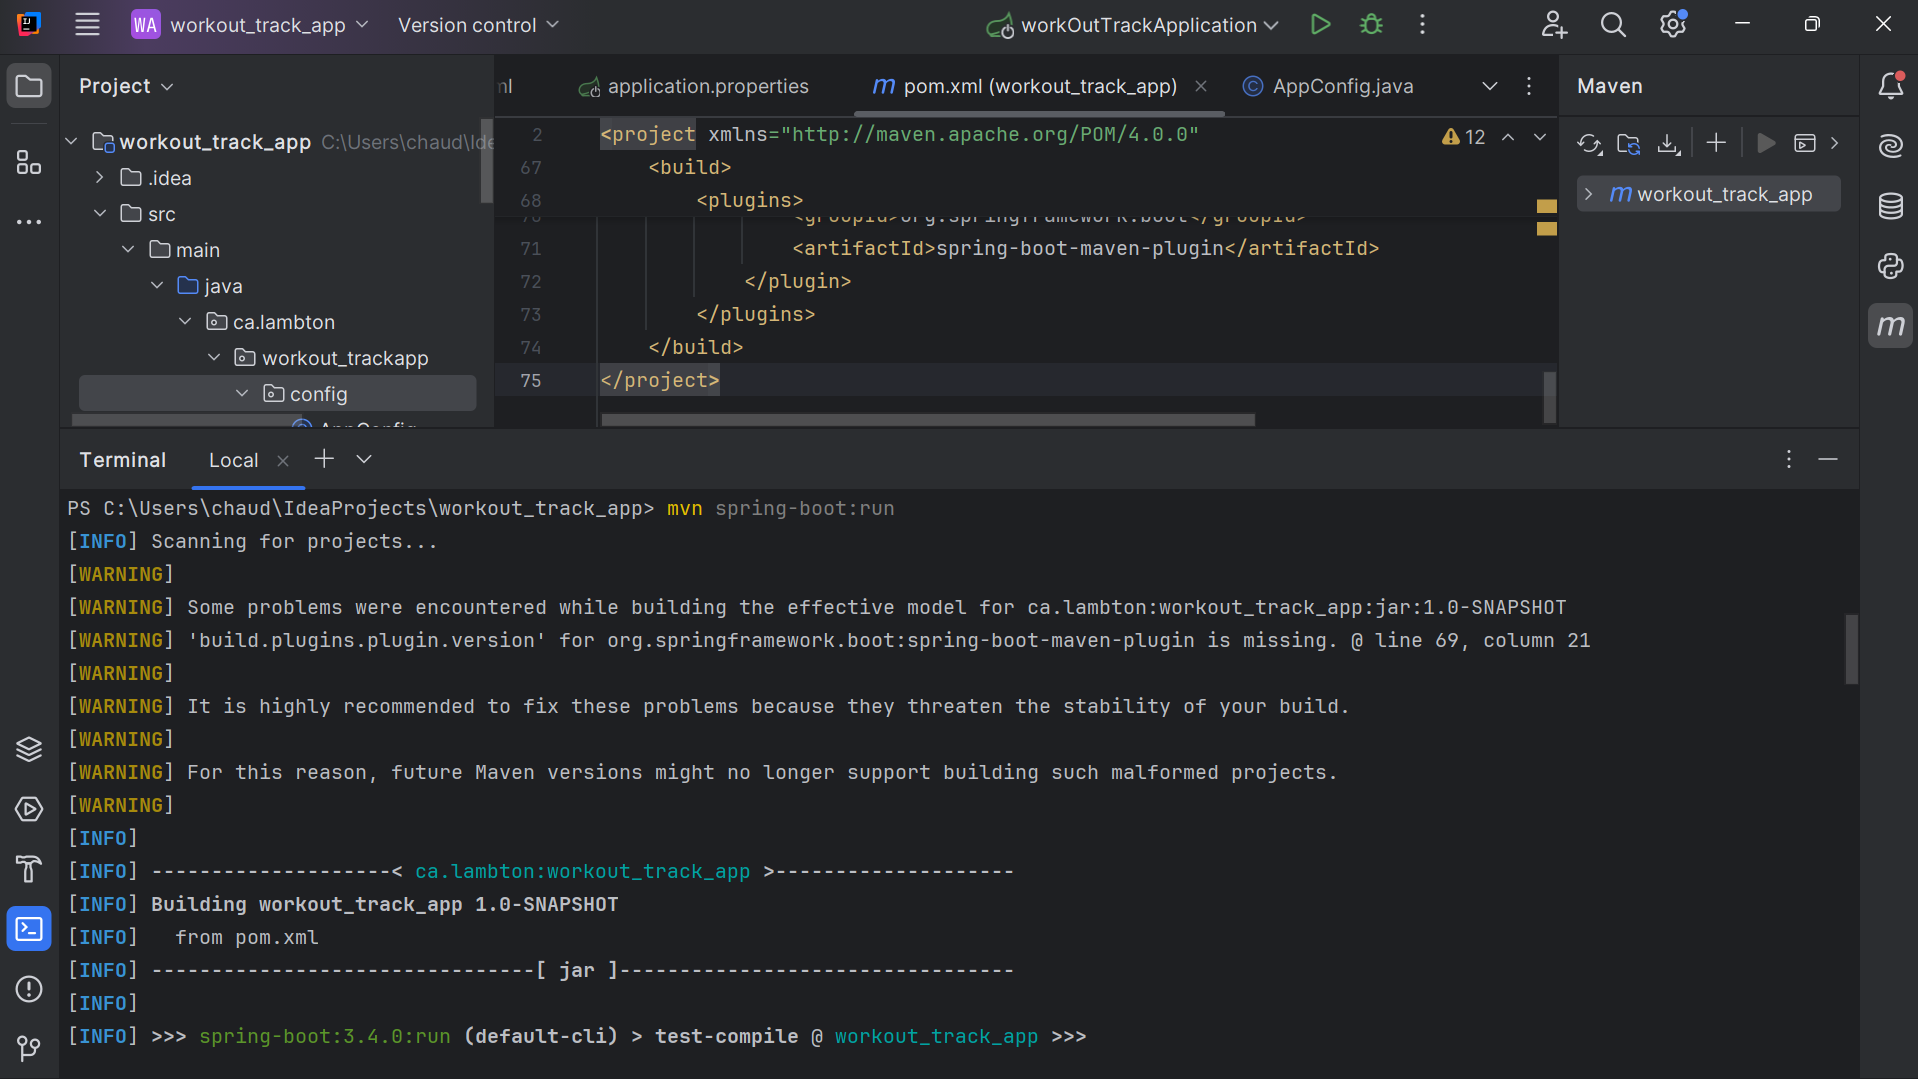 WA workout_track_app Version control workOutTrackApplication
Project
ml application.properties m pom.xml (workout_track_app) AppConfig.java
Maven
workout_track_app C:\Users\chaud\Ide
.idea
src
main
java
ca.lambton
workout_trackapp
config
AppConfig
2 <project xmlns="http://maven.apache.org/POM/4.0.0"
12
67 <build>
68 <plugins>
70 <groupId>org.springframework.boot</groupId>
71 <artifactId>spring-boot-maven-plugin</artifactId>
72 </plugin>
73 </plugins>
74 </build>
75 </project>
m workout_track_app
m
Terminal Local
PS C:\Users\chaud\IdeaProjects\workout_track_app> mvn spring-boot:run
[INFO] Scanning for projects...
[WARNING]
[WARNING] Some problems were encountered while building the effective model for ca.lambton:workout_track_app:jar:1.0-SNAPSHOT
[WARNING] 'build.plugins.plugin.version' for org.springframework.boot:spring-boot-maven-plugin is missing. @ line 69, column 21
[WARNING]
[WARNING] It is highly recommended to fix these problems because they threaten the stability of your build.
[WARNING]
[WARNING] For this reason, future Maven versions might no longer support building such malformed projects.
[WARNING]
[INFO]
[INFO] --------------------< ca.lambton:workout_track_app >--------------------
[INFO] Building workout_track_app 1.0-SNAPSHOT
[INFO]   from pom.xml
[INFO] --------------------------------[ jar ]---------------------------------
[INFO]
[INFO] >>> spring-boot:3.4.0:run (default-cli) > test-compile @ workout_track_app >>>